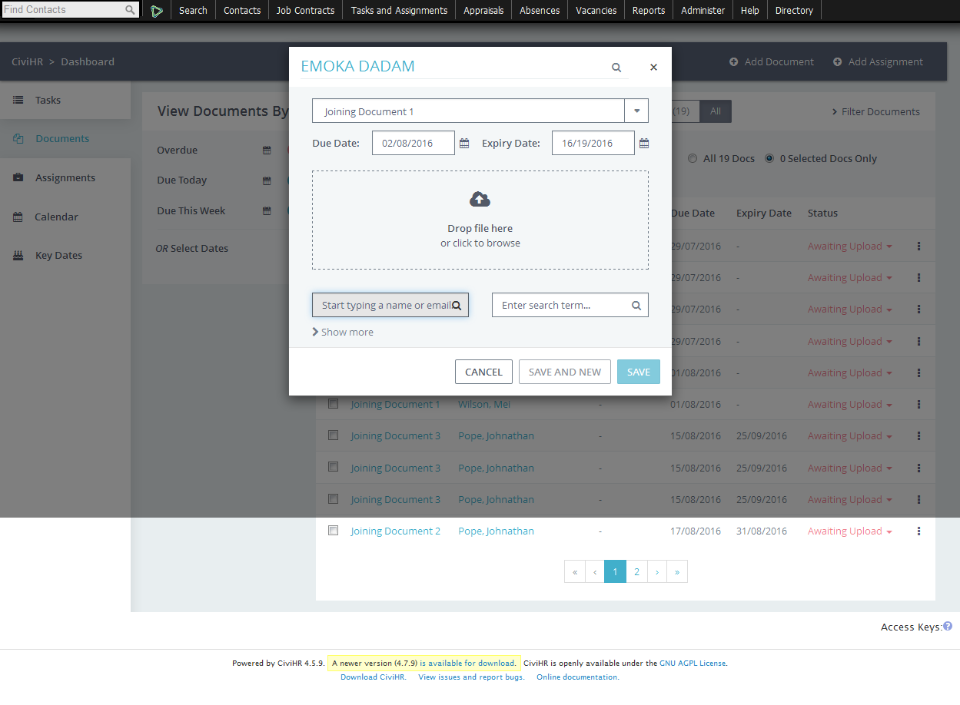 Find Contacts
Search Contacts Job Contracts Tasks and Assignments Appraisals Absences Vacancies Reports Administer Help Directory
CiviHR > Dashboard
Add Document Add Assignment
Tasks
Documents
Assignments
Calendar
Key Dates
View Documents By
(19) All
Filter Documents
Overdue
Due Today
Due This Week
OR Select Dates
All 19 Docs 0 Selected Docs Only
EMOKA DADAM
Joining Document 1
Due Date: 02/08/2016 Expiry Date: 16/19/2016
Drop file here
or click to browse
Start typing a name or email
Enter search term...
Show more
CANCEL SAVE AND NEW SAVE
Due Date Expiry Date Status
29/07/2016 - Awaiting Upload
29/07/2016 - Awaiting Upload
29/07/2016 - Awaiting Upload
29/07/2016 - Awaiting Upload
01/08/2016 - Awaiting Upload
Joining Document 1 Wilson, Mel - 01/08/2016 - Awaiting Upload
Joining Document 3 Pope, Johnathan - 15/08/2016 25/09/2016 Awaiting Upload
Joining Document 3 Pope, Johnathan - 15/08/2016 25/09/2016 Awaiting Upload
Joining Document 3 Pope, Johnathan - 15/08/2016 25/09/2016 Awaiting Upload
Joining Document 2 Pope, Johnathan - 17/08/2016 31/08/2016 Awaiting Upload
« ‹ 1 2 › »
Access Keys:
Powered by CiviHR 4.5.9. A newer version (4.7.9) is available for download. CiviHR is openly available under the GNU AGPL License.
Download CiviHR. View issues and report bugs. Online documentation.